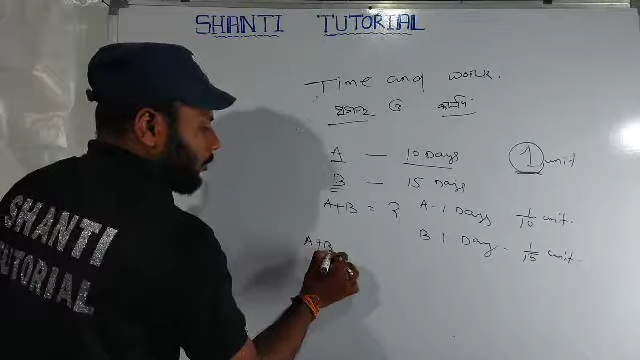 SHANTI TUTORIAL
Time and work.
ও
A — 10 Days
1 unit
B — 15 Days
A+B = ? A - 1 Days 1/10 unit.
B 1 Day - 1/15 unit.
A+B
SHANTI
TUTORIAL